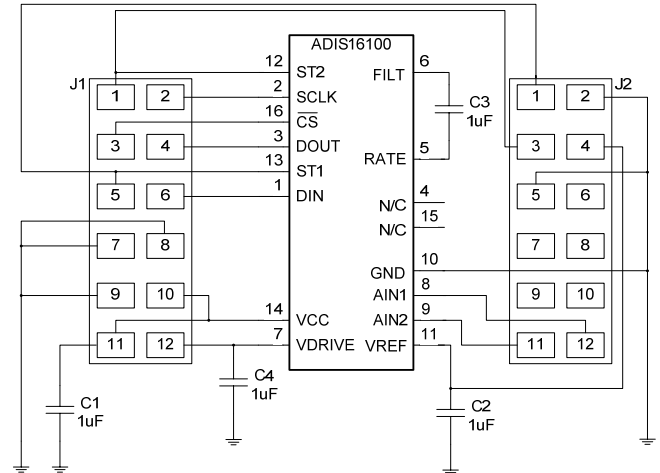 ADIS16100
J1
1 2
3 4
5 6
7 8
9 10
11 12
12 ST2
2 SCLK
16 CS
3 DOUT
13 ST1
1 DIN
14 VCC
7 VDRIVE
FILT 6
RATE 5
N/C 4
N/C 15
GND 10
AIN1 8
AIN2 9
VREF 11
C3
1uF
J2
1 2
3 4
5 6
7 8
9 10
11 12
C1
1uF
C4
1uF
C2
1uF